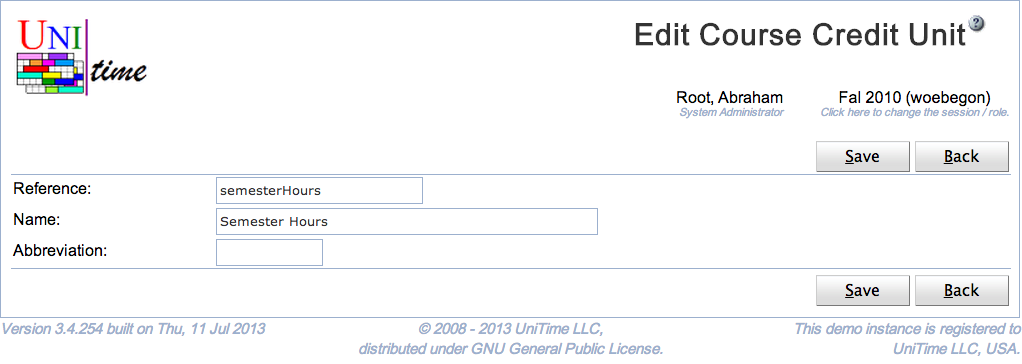 UNI
time
Edit Course Credit Unit
?
Root, Abraham
System Administrator
Fal 2010 (woebegon)
Click here to change the session / role.
Save
Back
Reference:
semesterHours
Name:
Semester Hours
Abbreviation:
Save
Back
Version 3.4.254 built on Thu, 11 Jul 2013
© 2008 - 2013 UniTime LLC,
distributed under GNU General Public License.
This demo instance is registered to
UniTime LLC, USA.